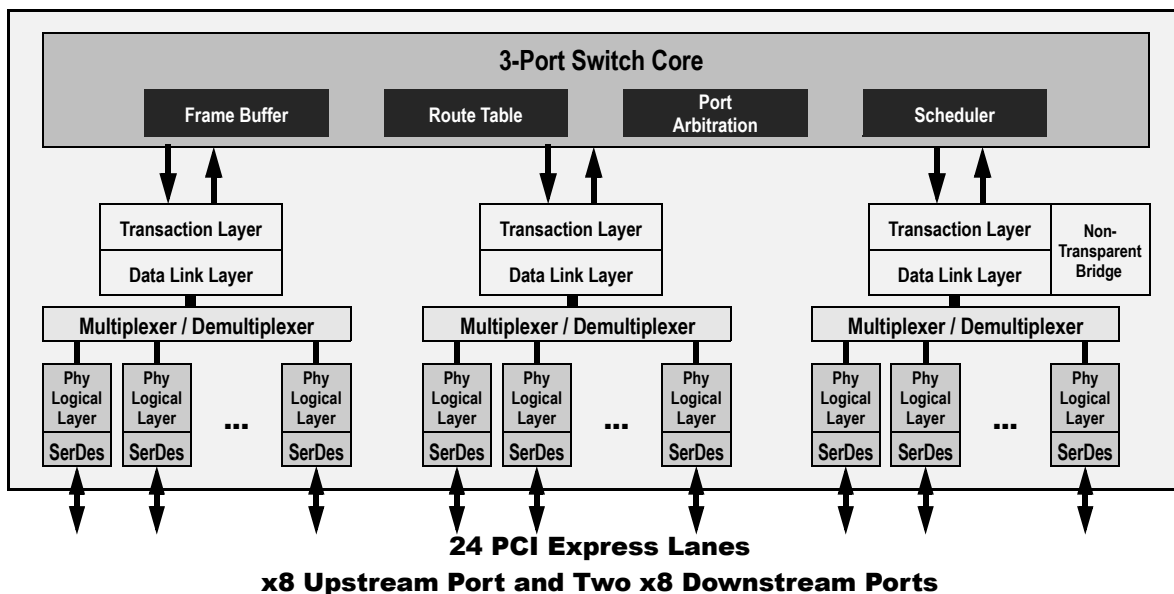 3-Port Switch Core
Frame Buffer
Route Table
Port
Arbitration
Scheduler
Transaction Layer
Data Link Layer
Transaction Layer
Data Link Layer
Transaction Layer
Data Link Layer
Non-
Transparent
Bridge
Multiplexer / Demultiplexer
Multiplexer / Demultiplexer
Multiplexer / Demultiplexer
Phy
Logical
Layer
SerDes
Phy
Logical
Layer
SerDes
...
Phy
Logical
Layer
SerDes
Phy
Logical
Layer
SerDes
Phy
Logical
Layer
SerDes
...
Phy
Logical
Layer
SerDes
Phy
Logical
Layer
SerDes
Phy
Logical
Layer
SerDes
...
Phy
Logical
Layer
SerDes
24 PCI Express Lanes
x8 Upstream Port and Two x8 Downstream Ports